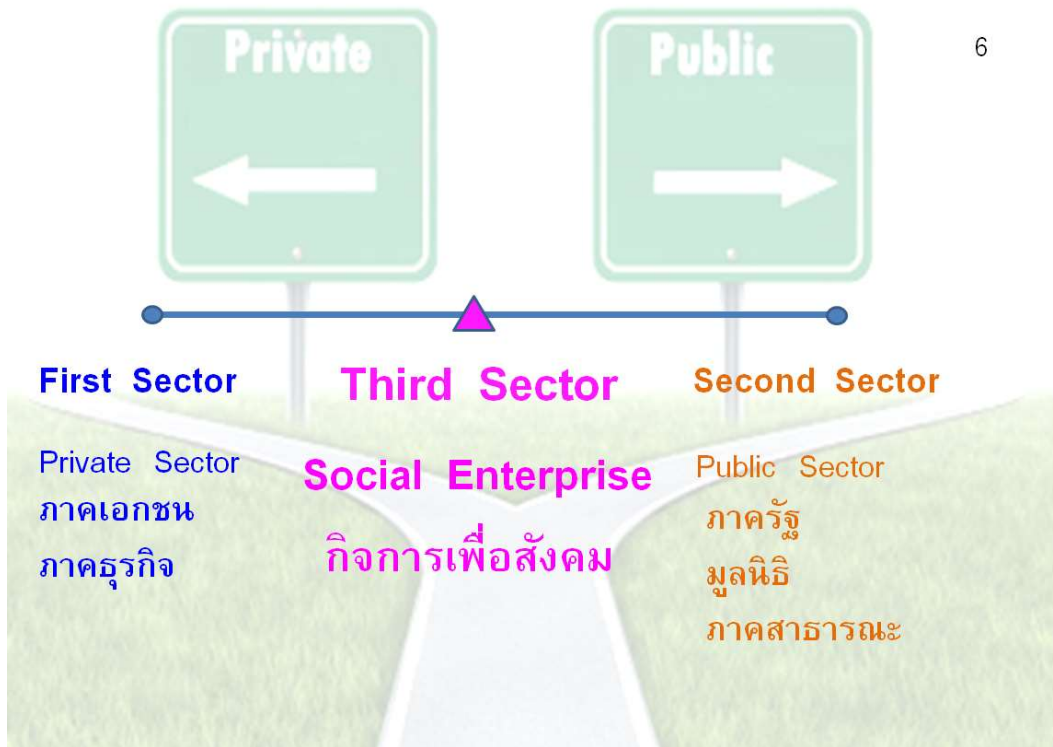 Private
Public
6
First Sector
Third Sector
Second Sector
Private Sector
ภาคเอกชน
ภาคธุรกิจ
Social Enterprise
กิจการเพื่อสังคม
Public Sector
ภาครัฐ
มูลนิธิ
ภาคสาธารณะ